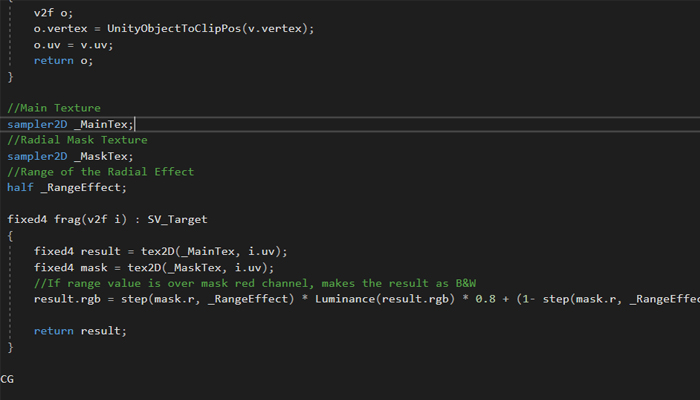 v2f o;
o.vertex = UnityObjectToClipPos(v.vertex);
o.uv = v.uv;
return o;
}
//Main Texture
sampler2D _MainTex;
//Radial Mask Texture
sampler2D _MaskTex;
//Range of the Radial Effect
half _RangeEffect;
fixed4 frag(v2f i) : SV_Target
{
fixed4 result = tex2D(_MainTex, i.uv);
fixed4 mask = tex2D(_MaskTex, i.uv);
//If range value is over mask red channel, makes the result as B&W
result.rgb = step(mask.r, _RangeEffect) * Luminance(result.rgb) * 0.8 + (1- step(mask.r, _RangeEffec
return result;
}
CG